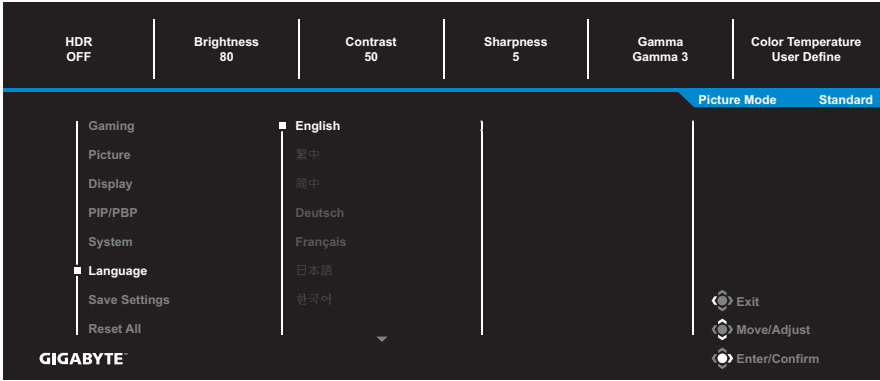 HDR
OFF
Brightness
80
Contrast
50
Sharpness
5
Gamma
Gamma 3
Color Temperature
User Define
Picture Mode Standard
Gaming
Picture
Display
PIP/PBP
System
Language
Save Settings
Reset All
English
繁中
简中
Deutsch
Français
日本語
한국어
Exit
Move/Adjust
Enter/Confirm
GIGABYTE™